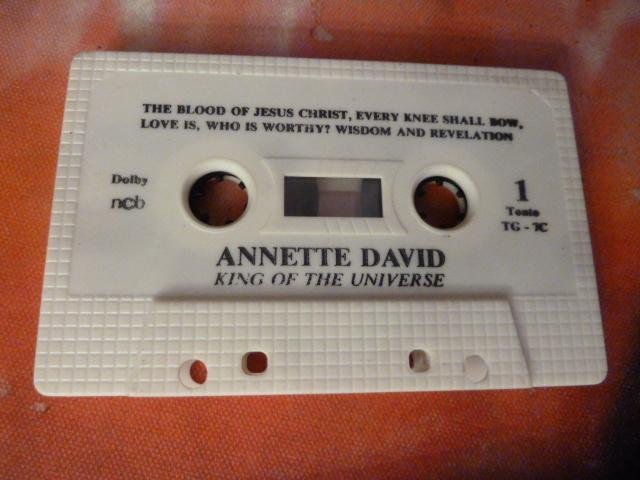 THE BLOOD OF JESUS CHRIST, EVERY KNEE SHALL BOW,
LOVE IS, WHO IS WORTHY? WISDOM AND REVELATION
Dolby
ncb
1
Tonto
TG - 7C
ANNETTE DAVID
KING OF THE UNIVERSE